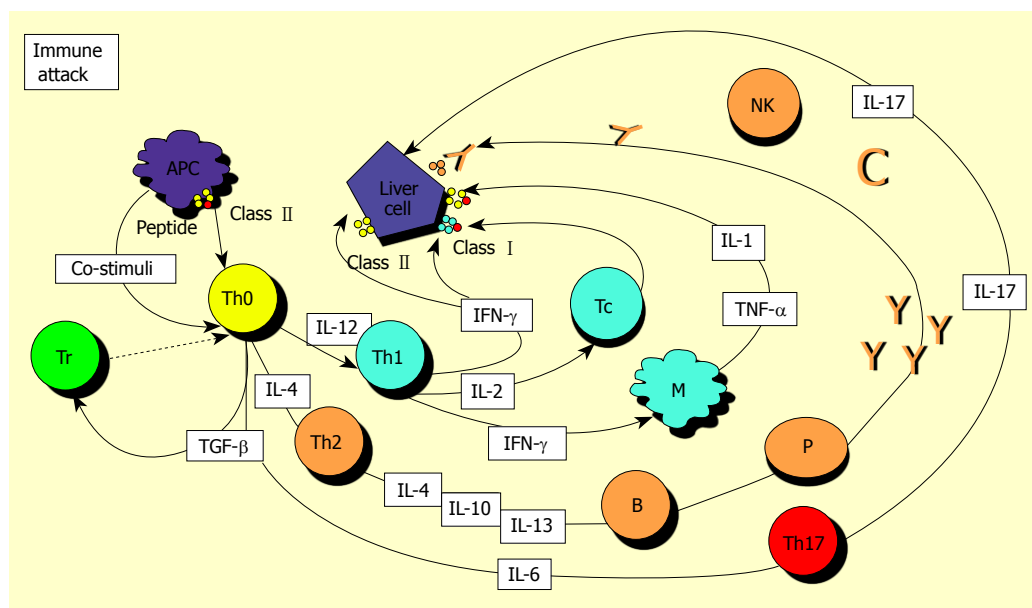 Immune
attack
NK
IL-17
C
APC
Liver
cell
Peptide
Class Ⅱ
Class Ⅰ
Class Ⅱ
IL-1
Co-stimuli
Th0
IL-12
IFN-γ
Tc
TNF-α
IL-17
Tr
Th1
IL-4
IL-2
M
TGF-β
Th2
IFN-γ
P
IL-4
IL-10
IL-13
B
Th17
IL-6